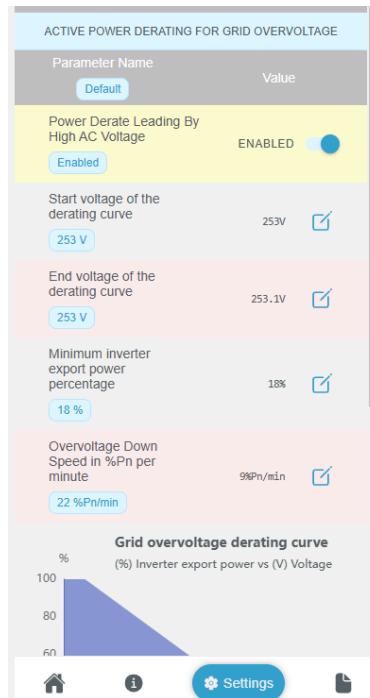 ACTIVE POWER DERATING FOR GRID OVERVOLTAGE
Parameter Name
Default
Value
Power Derate Leading By
High AC Voltage
Enabled
ENABLED
Start voltage of the
derating curve
253 V
253V
End voltage of the
derating curve
253 V
253.1V
Minimum inverter
export power
percentage
18 %
18%
Overvoltage Down
Speed in %Pn per
minute
22 %Pn/min
9%Pn/min
Grid overvoltage derating curve
(%) Inverter export power vs (V) Voltage
%
100
80
60
Settings